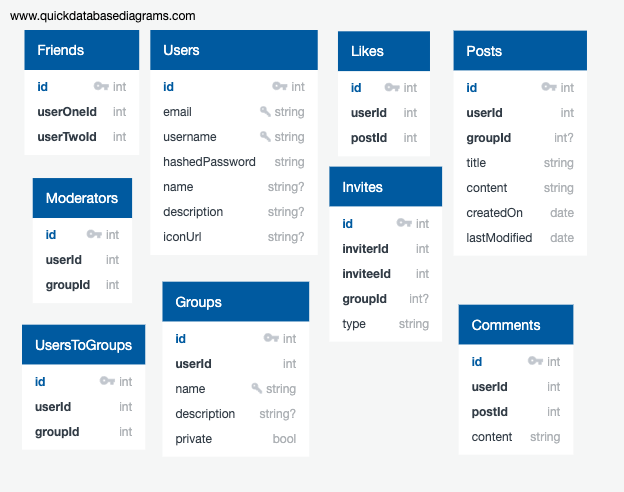 www.quickdatabasediagrams.com
Friends
id int
userOneId int
userTwoId int
Users
id int
email string
username string
hashedPassword string
name string?
description string?
iconUrl string?
Likes
id int
userId int
postId int
Posts
id int
userId int
groupId int?
title string
content string
createdOn date
lastModified date
Moderators
id int
userId int
groupId int
Invites
id int
inviterId int
inviteeId int
groupId int?
type string
Groups
id int
userId int
name string
description string?
private bool
UsersToGroups
id int
userId int
groupId int
Comments
id int
userId int
postId int
content string